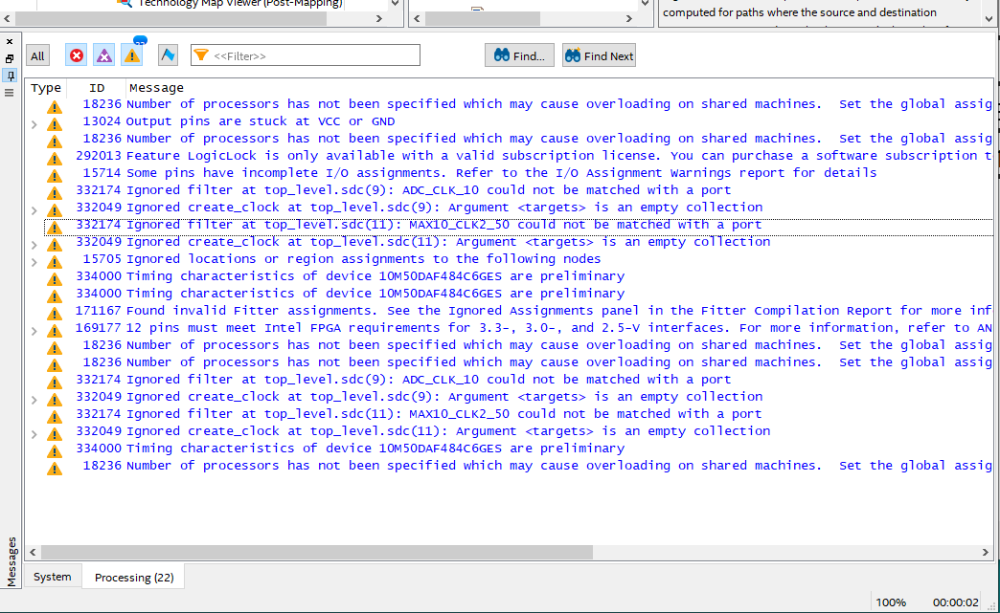 Technology Map Viewer (Post-Mapping)
computed for paths where the source and destination
All
<<Filter>>
Find...
Find Next
Type ID Message
18236 Number of processors has not been specified which may cause overloading on shared machines.  Set the global assig
13024 Output pins are stuck at VCC or GND
18236 Number of processors has not been specified which may cause overloading on shared machines.  Set the global assig
292013 Feature LogicLock is only available with a valid subscription license. You can purchase a software subscription t
15714 Some pins have incomplete I/O assignments. Refer to the I/O Assignment Warnings report for details
332174 Ignored filter at top_level.sdc(9): ADC_CLK_10 could not be matched with a port
332049 Ignored create_clock at top_level.sdc(9): Argument <targets> is an empty collection
332174 Ignored filter at top_level.sdc(11): MAX10_CLK2_50 could not be matched with a port
332049 Ignored create_clock at top_level.sdc(11): Argument <targets> is an empty collection
15705 Ignored locations or region assignments to the following nodes
334000 Timing characteristics of device 10M50DAF484C6GES are preliminary
334000 Timing characteristics of device 10M50DAF484C6GES are preliminary
171167 Found invalid Fitter assignments. See the Ignored Assignments panel in the Fitter Compilation Report for more inf
169177 12 pins must meet Intel FPGA requirements for 3.3-, 3.0-, and 2.5-V interfaces. For more information, refer to AN
18236 Number of processors has not been specified which may cause overloading on shared machines.  Set the global assig
18236 Number of processors has not been specified which may cause overloading on shared machines.  Set the global assig
332174 Ignored filter at top_level.sdc(9): ADC_CLK_10 could not be matched with a port
332049 Ignored create_clock at top_level.sdc(9): Argument <targets> is an empty collection
332174 Ignored filter at top_level.sdc(11): MAX10_CLK2_50 could not be matched with a port
332049 Ignored create_clock at top_level.sdc(11): Argument <targets> is an empty collection
334000 Timing characteristics of device 10M50DAF484C6GES are preliminary
18236 Number of processors has not been specified which may cause overloading on shared machines.  Set the global assig
Messages
System
Processing (22)
100% 00:00:02